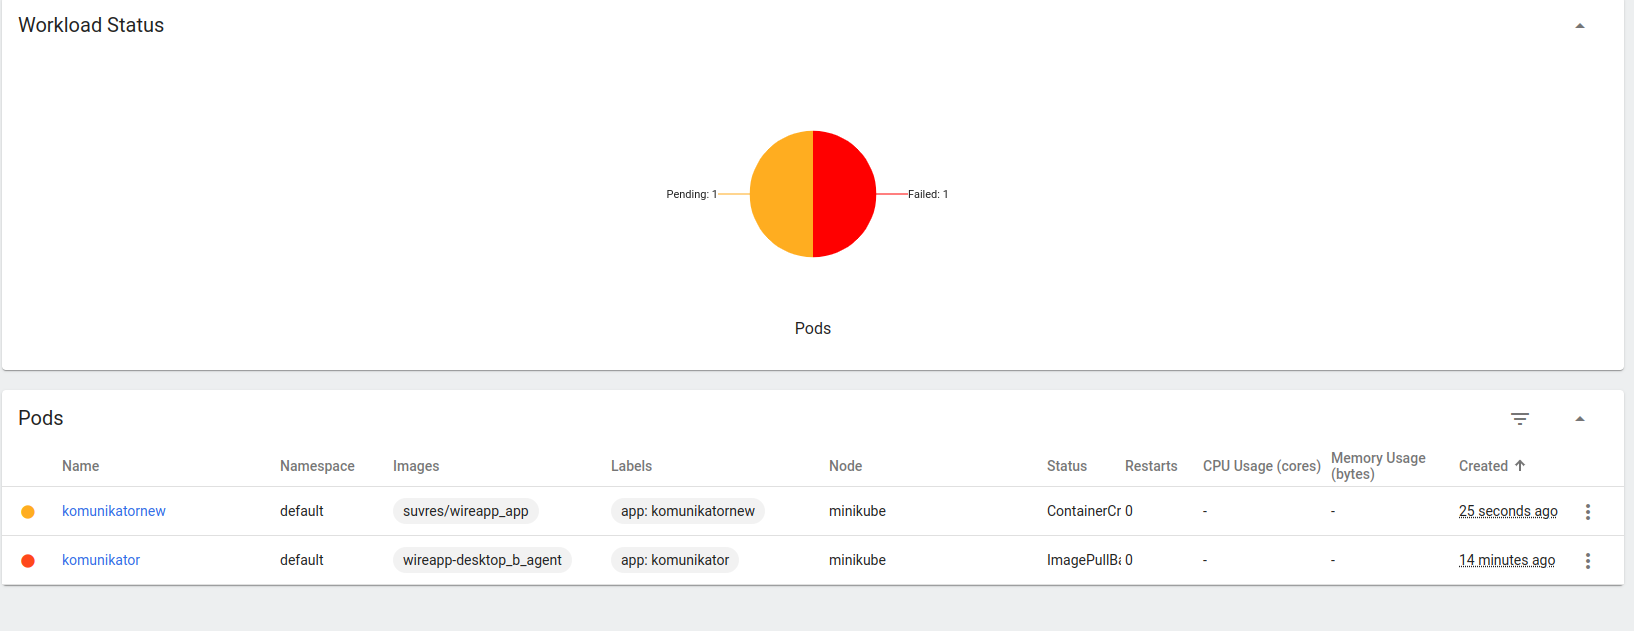 Workload Status
Pending: 1
Failed: 1
Pods
Pods
Name Namespace Images Labels Node Status Restarts CPU Usage (cores) Memory Usage (bytes) Created
komunikatornew default suvres/wireapp_app app: komunikatornew minikube ContainerCr 0 - - 25 seconds ago
komunikator default wireapp-desktop_b_agent app: komunikator minikube ImagePullBa 0 - - 14 minutes ago